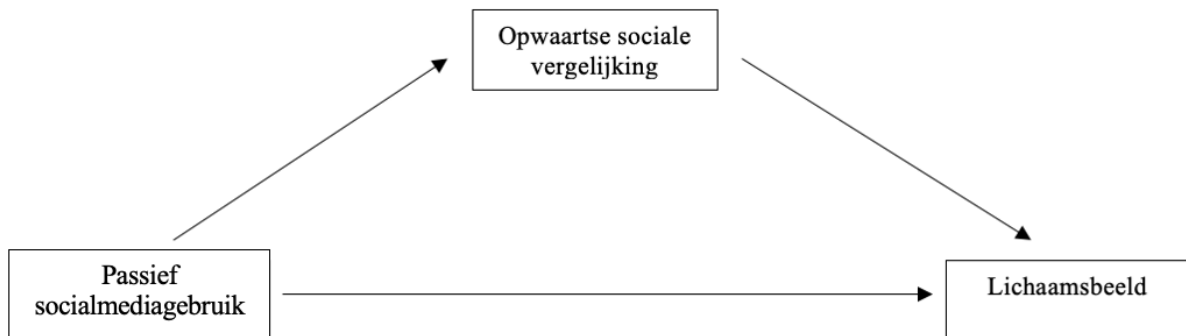 Opwaartse sociale
vergelijking
Passief
socialmediagebruik
Lichaamsbeeld